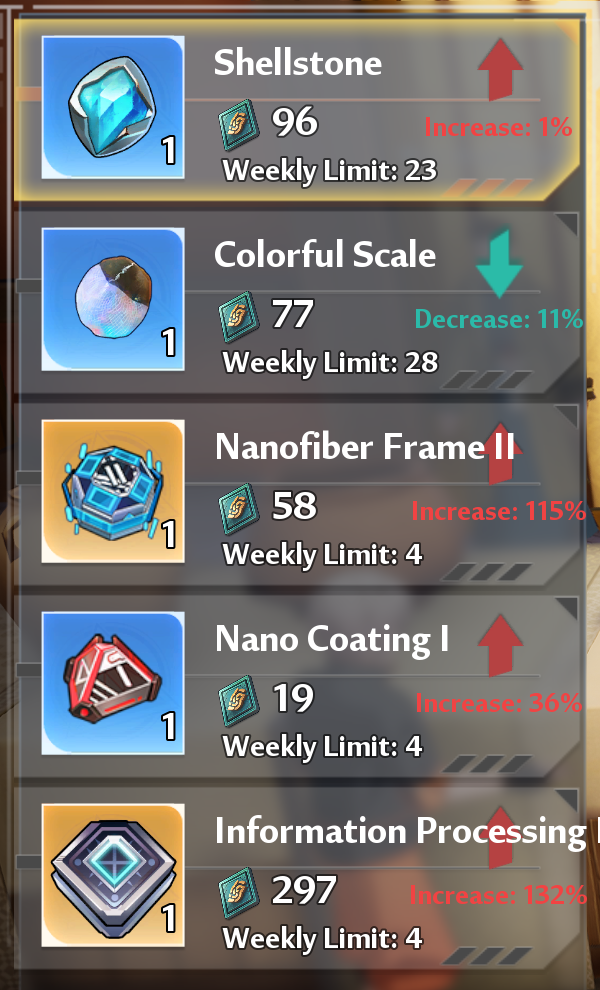 Shellstone
1
96
Increase: 1%
Weekly Limit: 23
Colorful Scale
1
77
Decrease: 11%
Weekly Limit: 28
Nanofiber Frame II
1
58
Increase: 115%
Weekly Limit: 4
Nano Coating I
1
19
Increase: 36%
Weekly Limit: 4
Information Processing
1
297
Increase: 132%
Weekly Limit: 4